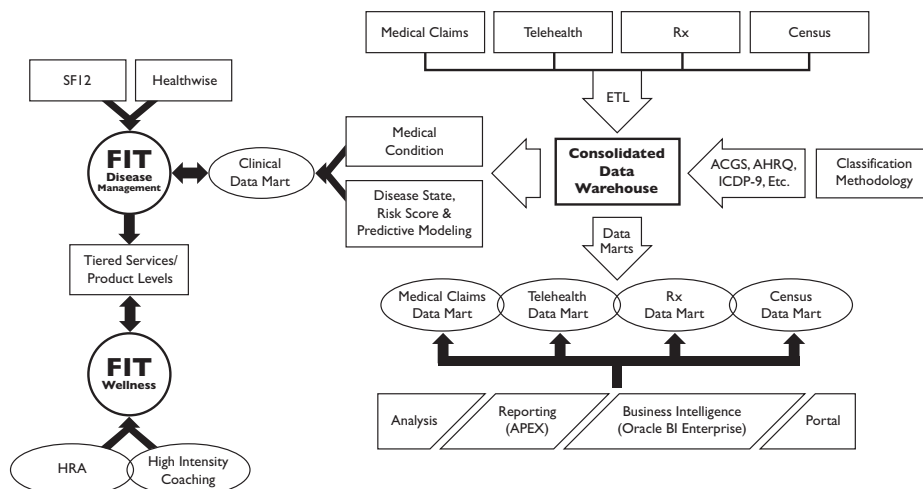 Medical Claims
Telehealth
Rx
Census
SF12
Healthwise
ETL
FIT
Disease
Management
Clinical
Data Mart
Medical
Condition
Disease State,
Risk Score &
Predictive Modeling
Consolidated
Data
Warehouse
ACGS, AHRQ,
ICDP-9, Etc.
Classification
Methodology
Data
Marts
Tiered Services/
Product Levels
Medical Claims
Data Mart
Telehealth
Data Mart
Rx
Data Mart
Census
Data Mart
FIT
Wellness
HRA
High Intensity
Coaching
Analysis
Reporting
(APEX)
Business Intelligence
(Oracle BI Enterprise)
Portal